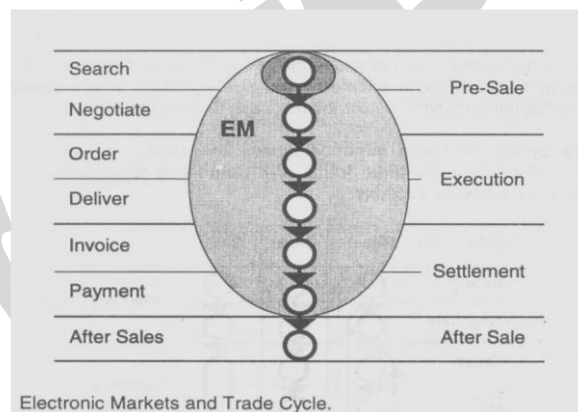 Search
Pre-Sale
Negotiate
EM
Order
Execution
Deliver
Invoice
Settlement
Payment
After Sales
After Sale
Electronic Markets and Trade Cycle.